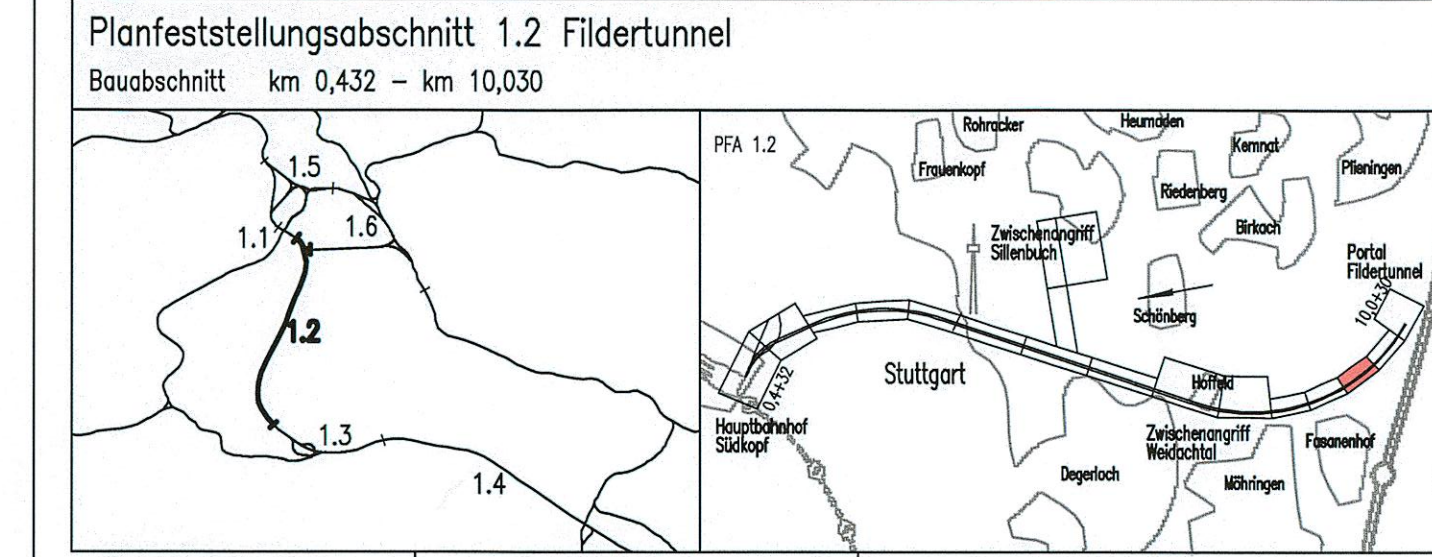 Planfeststellungsabschnitt 1.2 Fildertunnel
Bauabschnitt km 0,432 – km 10,030
1.5
1.6
1.1
1.2
1.3
1.4
PFA 1.2
Rohracker
Heumaden
Frauenkopf
Kemnat
Plieningen
Riedenberg
Birkach
Zwischenangriff
Sillenbuch
Portal
Fildertunnel
10,0+30
Schönberg
Stuttgart
Hoffeld
0,4+32
Hauptbahnhof
Südkopf
Zwischenangriff
Weidachtal
Fasanenhof
Degerloch
Möhringen